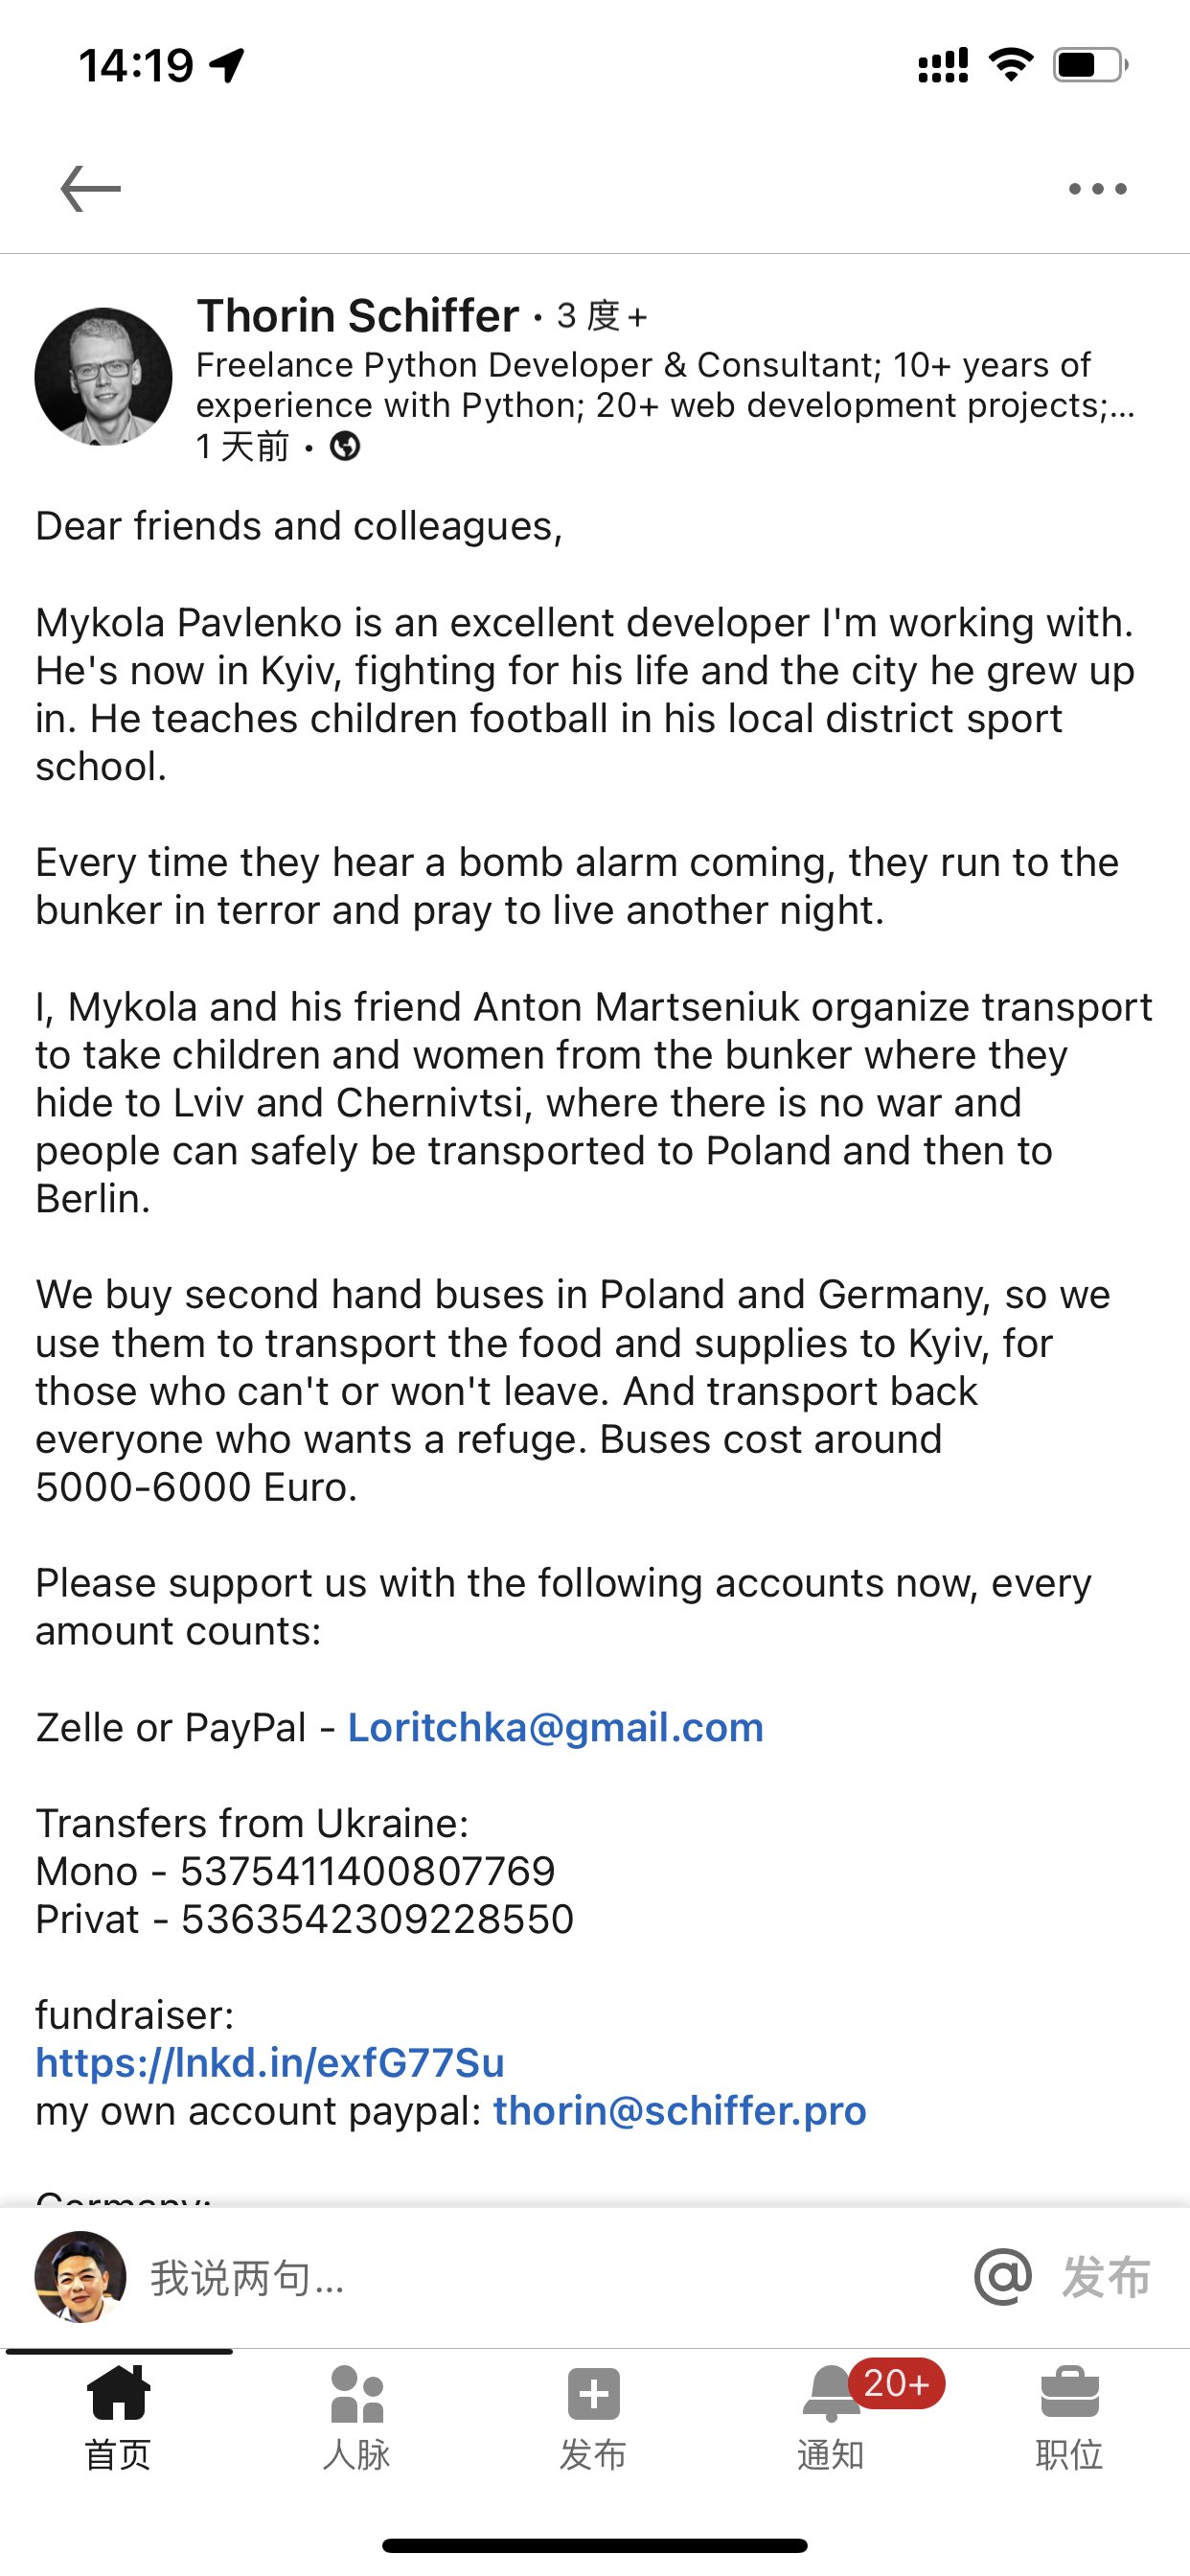 14:19
Thorin Schiffer · 3 度+
Freelance Python Developer & Consultant; 10+ years of
experience with Python; 20+ web development projects;...
1 天前 ·
Dear friends and colleagues,
Mykola Pavlenko is an excellent developer I'm working with.
He's now in Kyiv, fighting for his life and the city he grew up
in. He teaches children football in his local district sport
school.
Every time they hear a bomb alarm coming, they run to the
bunker in terror and pray to live another night.
I, Mykola and his friend Anton Martseniuk organize transport
to take children and women from the bunker where they
hide to Lviv and Chernivtsi, where there is no war and
people can safely be transported to Poland and then to
Berlin.
We buy second hand buses in Poland and Germany, so we
use them to transport the food and supplies to Kyiv, for
those who can't or won't leave. And transport back
everyone who wants a refuge. Buses cost around
5000-6000 Euro.
Please support us with the following accounts now, every
amount counts:
Zelle or PayPal - Loritchka@gmail.com
Transfers from Ukraine:
Mono - 5375411400807769
Privat - 5363542309228550
fundraiser:
https://lnkd.in/exfG77Su
my own account paypal: thorin@schiffer.pro
Germany:
我说两句...
@ 发布
20+
首页 人脉 发布 通知 职位